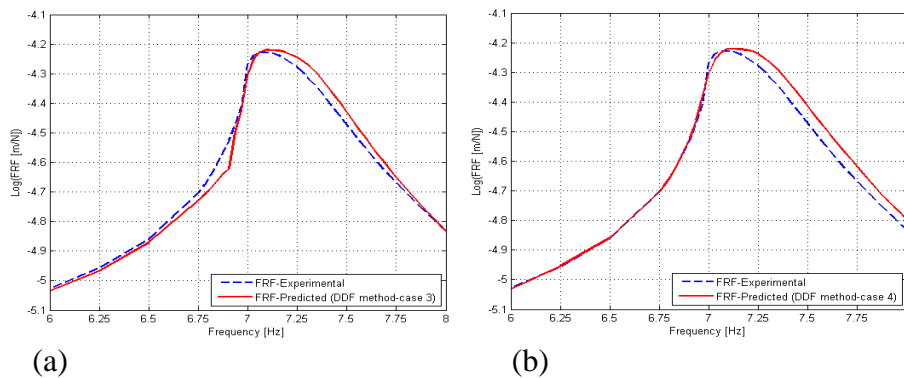 -4.1
-4.2
-4.3
-4.4
-4.5
-4.6
-4.7
-4.8
-4.9
-5
-5.1
Log(FRF [m/N])
6 6.25 6.5 6.75 7 7.25 7.5 7.75 8
Frequency [Hz]
FRF-Experimental
FRF-Predicted (DDF method-case 3)
(a)
-4.1
-4.2
-4.3
-4.4
-4.5
-4.6
-4.7
-4.8
-4.9
-5
-5.1
Log(FRF [m/N])
6 6.25 6.5 6.75 7 7.25 7.5 7.75
Frequency [Hz]
FRF-Experimental
FRF-Predicted (DDF method-case 4)
(b)